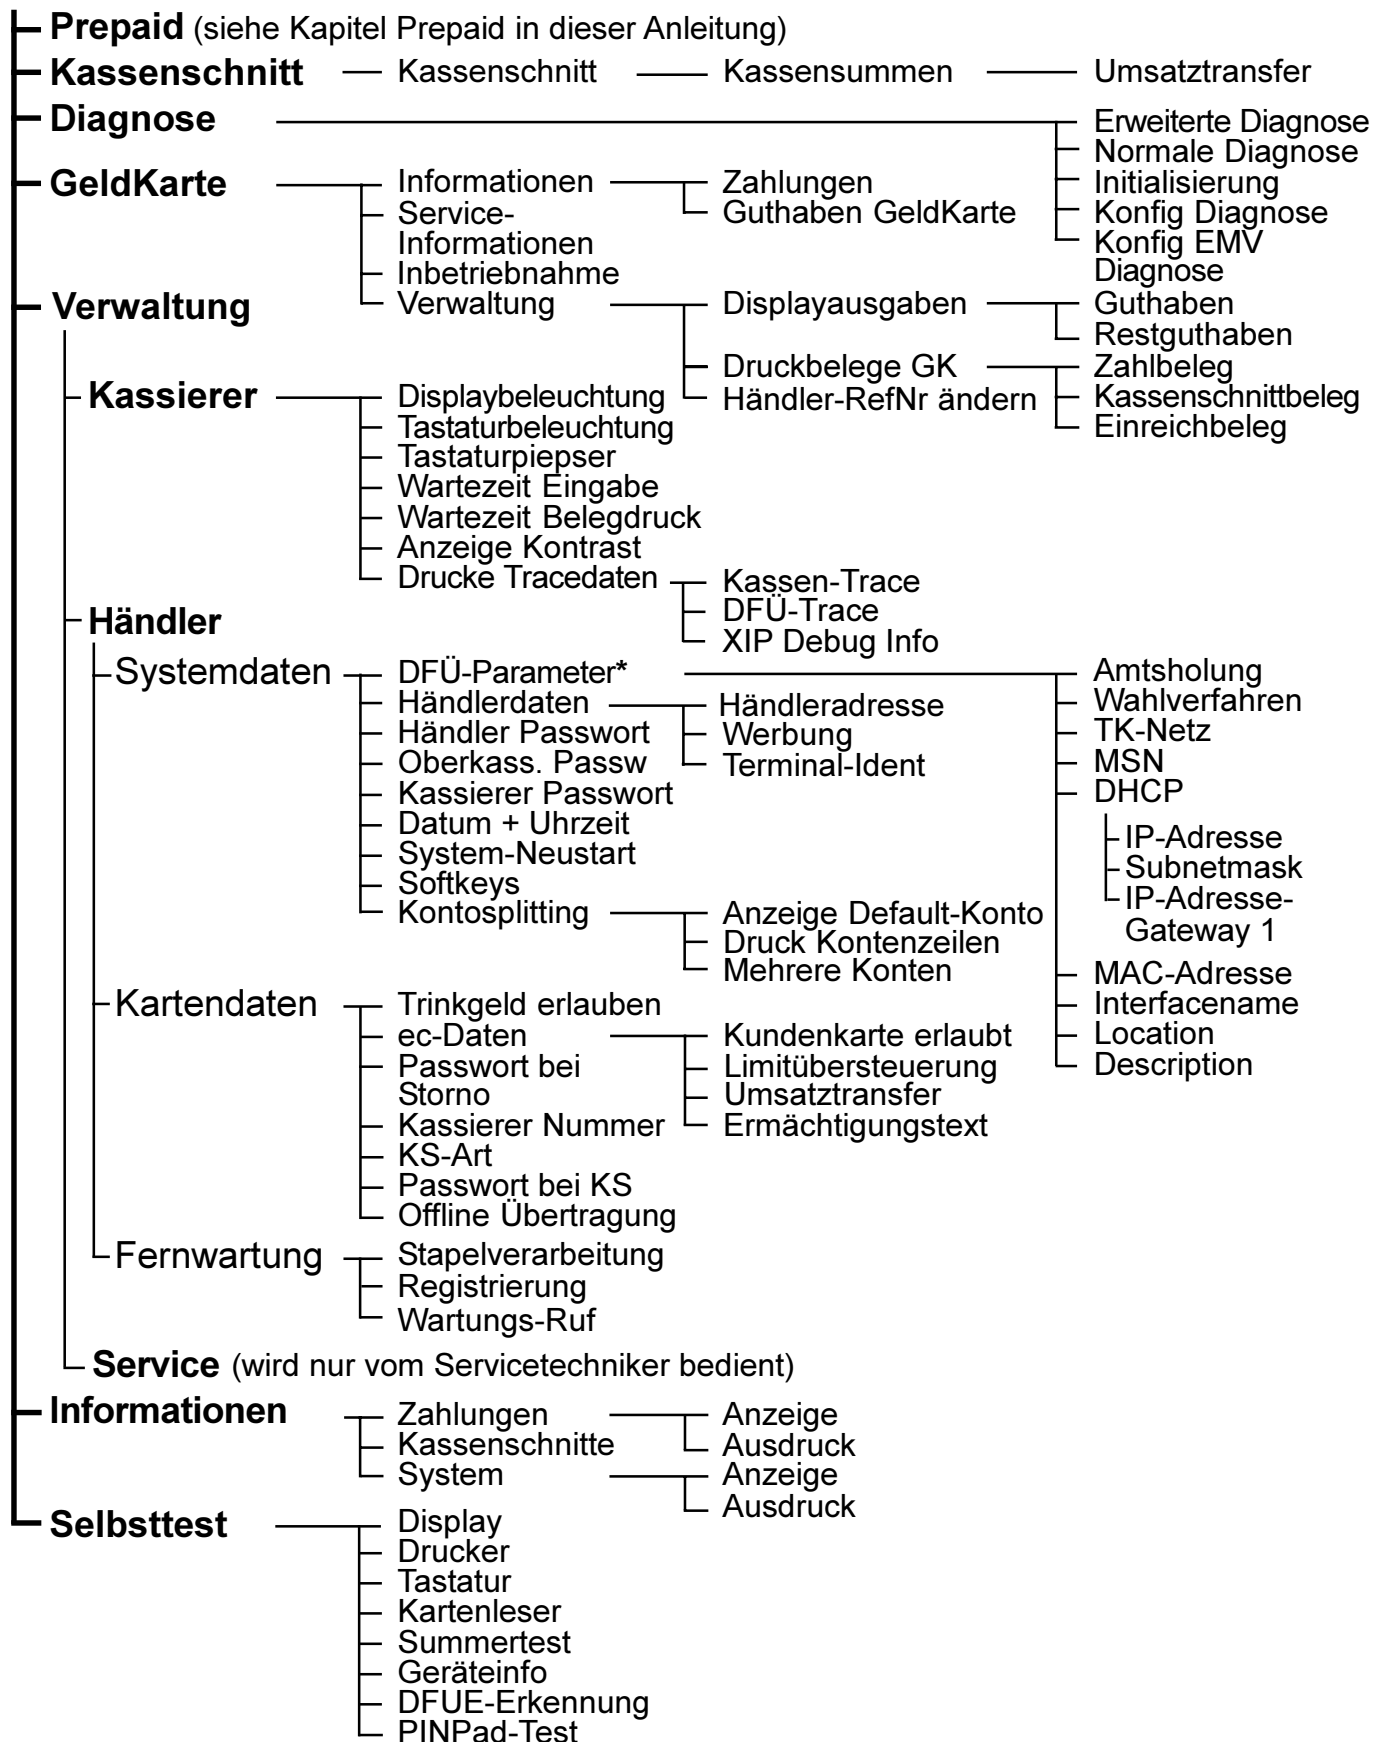 Prepaid (siehe Kapitel Prepaid in dieser Anleitung)
Kassenschnitt Kassenschnitt Kassensummen Umsatztransfer
Diagnose Erweiterte Diagnose
Normale Diagnose
GeldKarte Informationen Zahlungen Initialisierung
Service- Guthaben GeldKarte Konfig Diagnose
Informationen Konfig EMV
Inbetriebnahme Diagnose
Verwaltung Verwaltung Displayausgaben Guthaben
Restguthaben
Druckbelege GK Zahlbeleg
Kassierer Displaybeleuchtung Händler-RefNr ändern Kassenschnittbeleg
Tastaturbeleuchtung Einreichbeleg
Tastaturpiepser
Wartezeit Eingabe
Wartezeit Belegdruck
Anzeige Kontrast
Drucke Tracedaten Kassen-Trace
DFÜ-Trace
Händler XIP Debug Info
Systemdaten DFÜ-Parameter* Amtsholung
Händlerdaten Händleradresse Wahlverfahren
Händler Passwort Werbung TK-Netz
Oberkass. Passw Terminal-Ident MSN
Kassierer Passwort DHCP
Datum + Uhrzeit IP-Adresse
System-Neustart Subnetmask
Softkeys IP-Adresse-
Kontosplitting Anzeige Default-Konto Gateway 1
Druck Kontenzeilen
Mehrere Konten MAC-Adresse
Kartendaten Trinkgeld erlauben Interfacename
ec-Daten Kundenkarte erlaubt Location
Passwort bei Limitübersteuerung Description
Storno Umsatztransfer
Kassierer Nummer Ermächtigungstext
KS-Art
Passwort bei KS
Offline Übertragung
Fernwartung Stapelverarbeitung
Registrierung
Wartungs-Ruf
Service (wird nur vom Servicetechniker bedient)
Informationen Zahlungen Anzeige
Kassenschnitte Ausdruck
System Anzeige
Ausdruck
Selbsttest Display
Drucker
Tastatur
Kartenleser
Summertest
Geräteinfo
DFUE-Erkennung
PINPad-Test